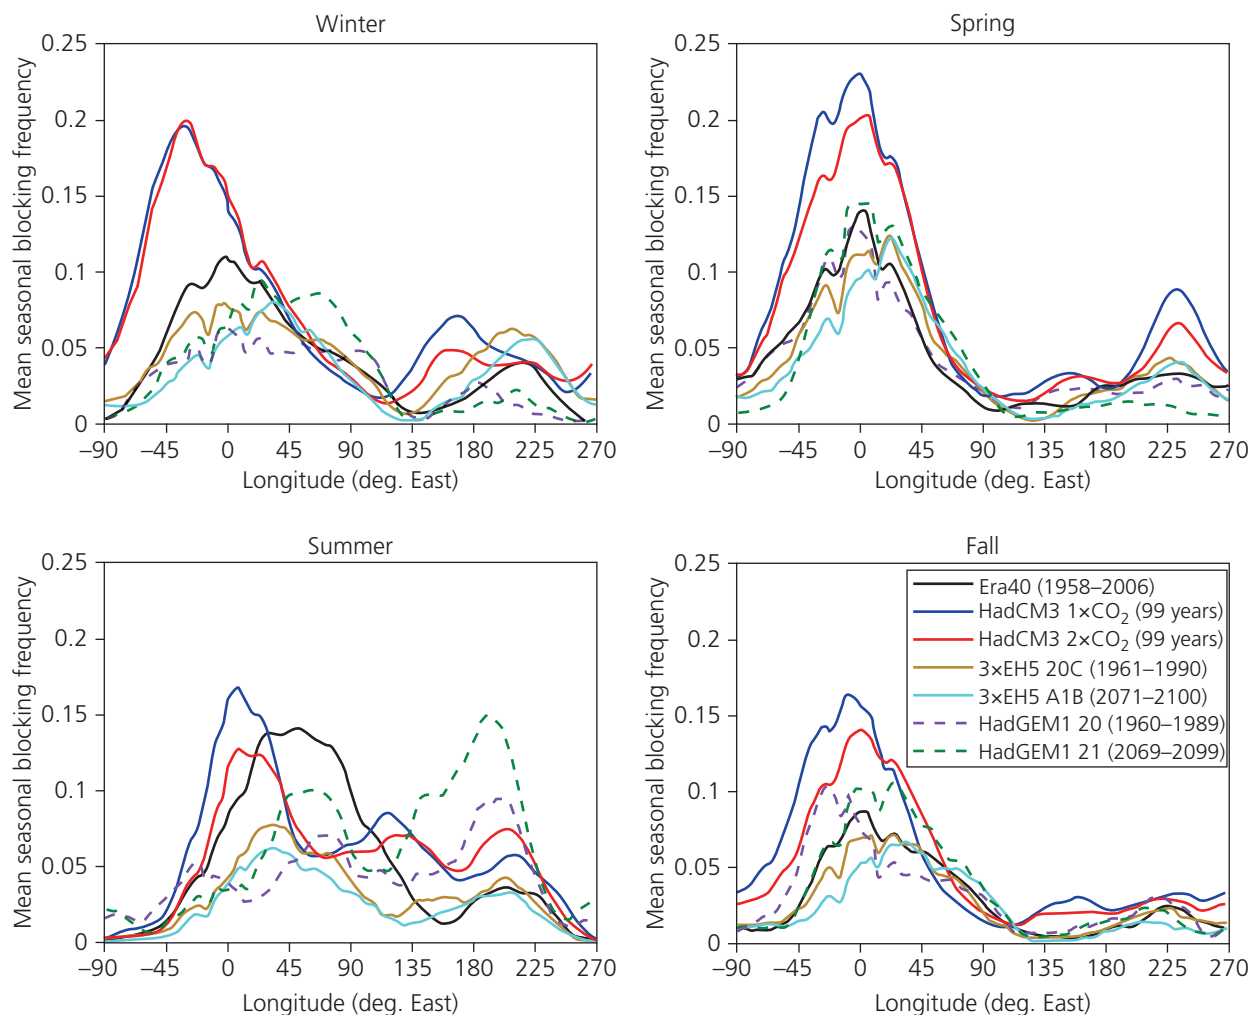 Winter
Mean seasonal blocking frequency
0.25
0.2
0.15
0.1
0.05
0
–90 –45 0 45 90 135 180 225 270
Longitude (deg. East)
Spring
Mean seasonal blocking frequency
0.25
0.2
0.15
0.1
0.05
0
–90 –45 0 45 90 135 180 225 270
Longitude (deg. East)
Summer
Mean seasonal blocking frequency
0.25
0.2
0.15
0.1
0.05
0
–90 –45 0 45 90 135 180 225 270
Longitude (deg. East)
Fall
Mean seasonal blocking frequency
0.25
0.2
0.15
0.1
0.05
0
–90 –45 0 45 90 135 180 225 270
Longitude (deg. East)
Era40 (1958–2006)
HadCM3 1×CO₂ (99 years)
HadCM3 2×CO₂ (99 years)
3×EH5 20C (1961–1990)
3×EH5 A1B (2071–2100)
HadGEM1 20 (1960–1989)
HadGEM1 21 (2069–2099)